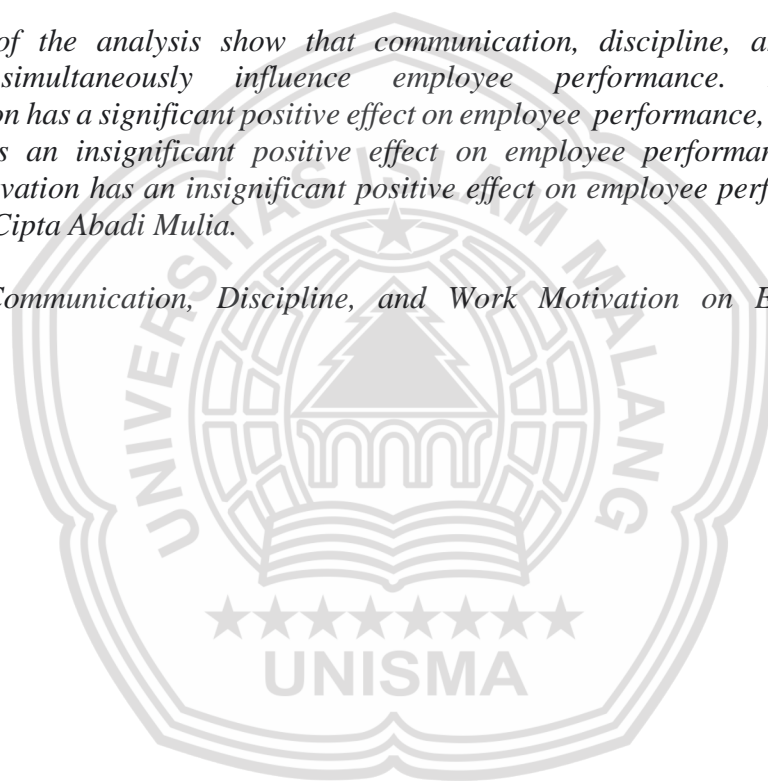 of the analysis show that communication, discipline, a
simultaneously influence employee performance.
on has a significant positive effect on employee performance,
s an insignificant positive effect on employee performan
vation has an insignificant positive effect on employee perf
Cipta Abadi Mulia.
Communication, Discipline, and Work Motivation on E
UNIVERSITAS ISLAM MALANG
UNISMA